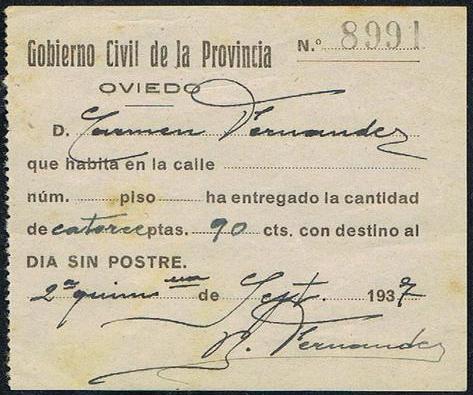 Gobierno Civil de la Provincia N.º 8991
OVIEDO
D. Carmen Fernandez
que habita en la calle
núm. piso ha entregado la cantidad
de catorce ptas. 90 cts. con destino al
DIA SIN POSTRE.
2ª quincena de Sept. 1937
Fernandez